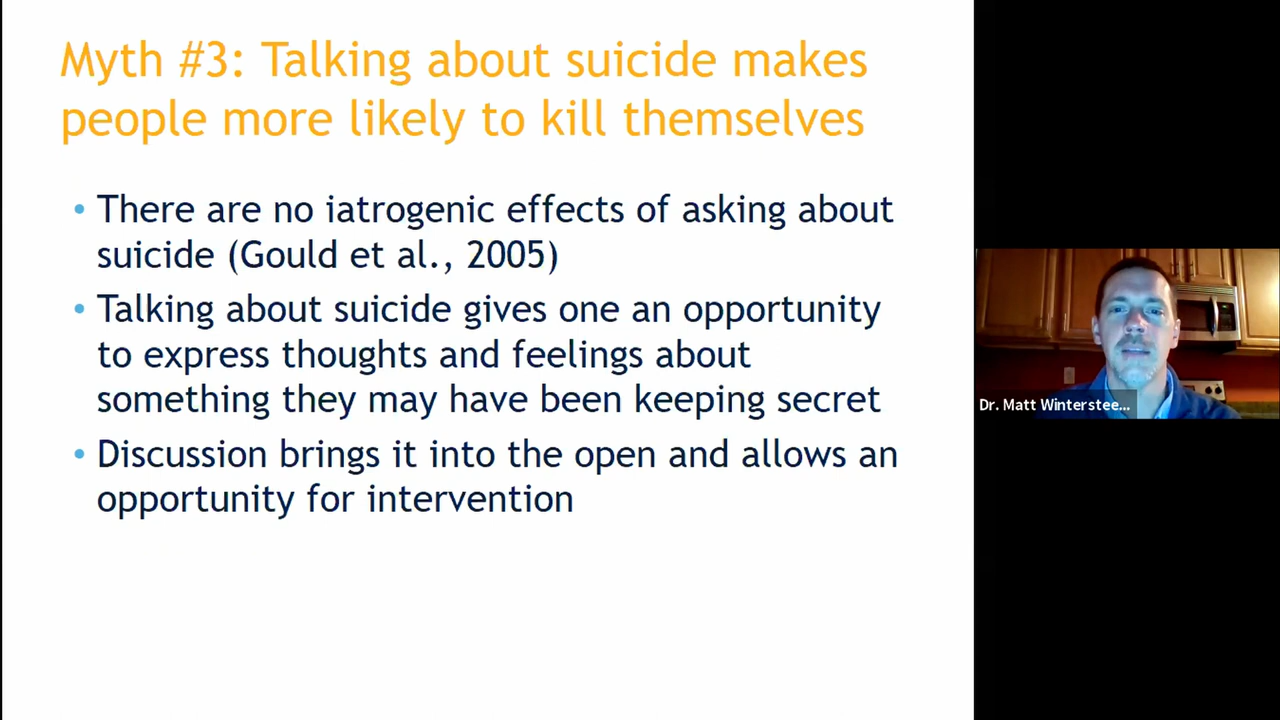 Myth #3: Talking about suicide makes
people more likely to kill themselves
• There are no iatrogenic effects of asking about
suicide (Gould et al., 2005)
• Talking about suicide gives one an opportunity
to express thoughts and feelings about
something they may have been keeping secret
• Discussion brings it into the open and allows an
opportunity for intervention
Dr. Matt Winterstee...